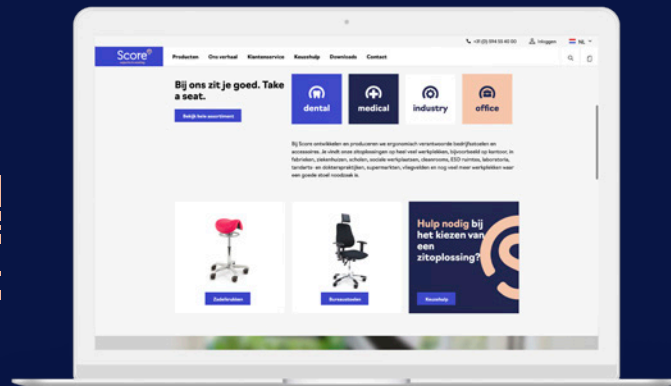 +31 (0) 594 55 40 00 Inloggen NL
Score
Producten Ons verhaal Klantenservice Keuzehulp Downloads Contact
Bij ons zit je goed. Take
a seat.
Bekijk hele assortiment
dental
medical
industry
office
Bij Score ontwikkelen en produceren we ergonomisch verantwoorde bedrijfsstoelen en
accessoires. Je vindt onze zitoplossingen op heel veel werkplekken, bijvoorbeeld op kantoor, in
fabrieken, ziekenhuizen, scholen, sociale werkplaatsen, cleanrooms, ESD ruimtes, laboratoria,
tandarts- en dokterspraktijken, supermarkten, vliegvelden en nog veel meer werkplekken waar
een goede stoel noodzaak is.
Zadelkrukken
Bureaustoelen
Hulp nodig bij
het kiezen van
een
zitoplossing?
Keuzehulp